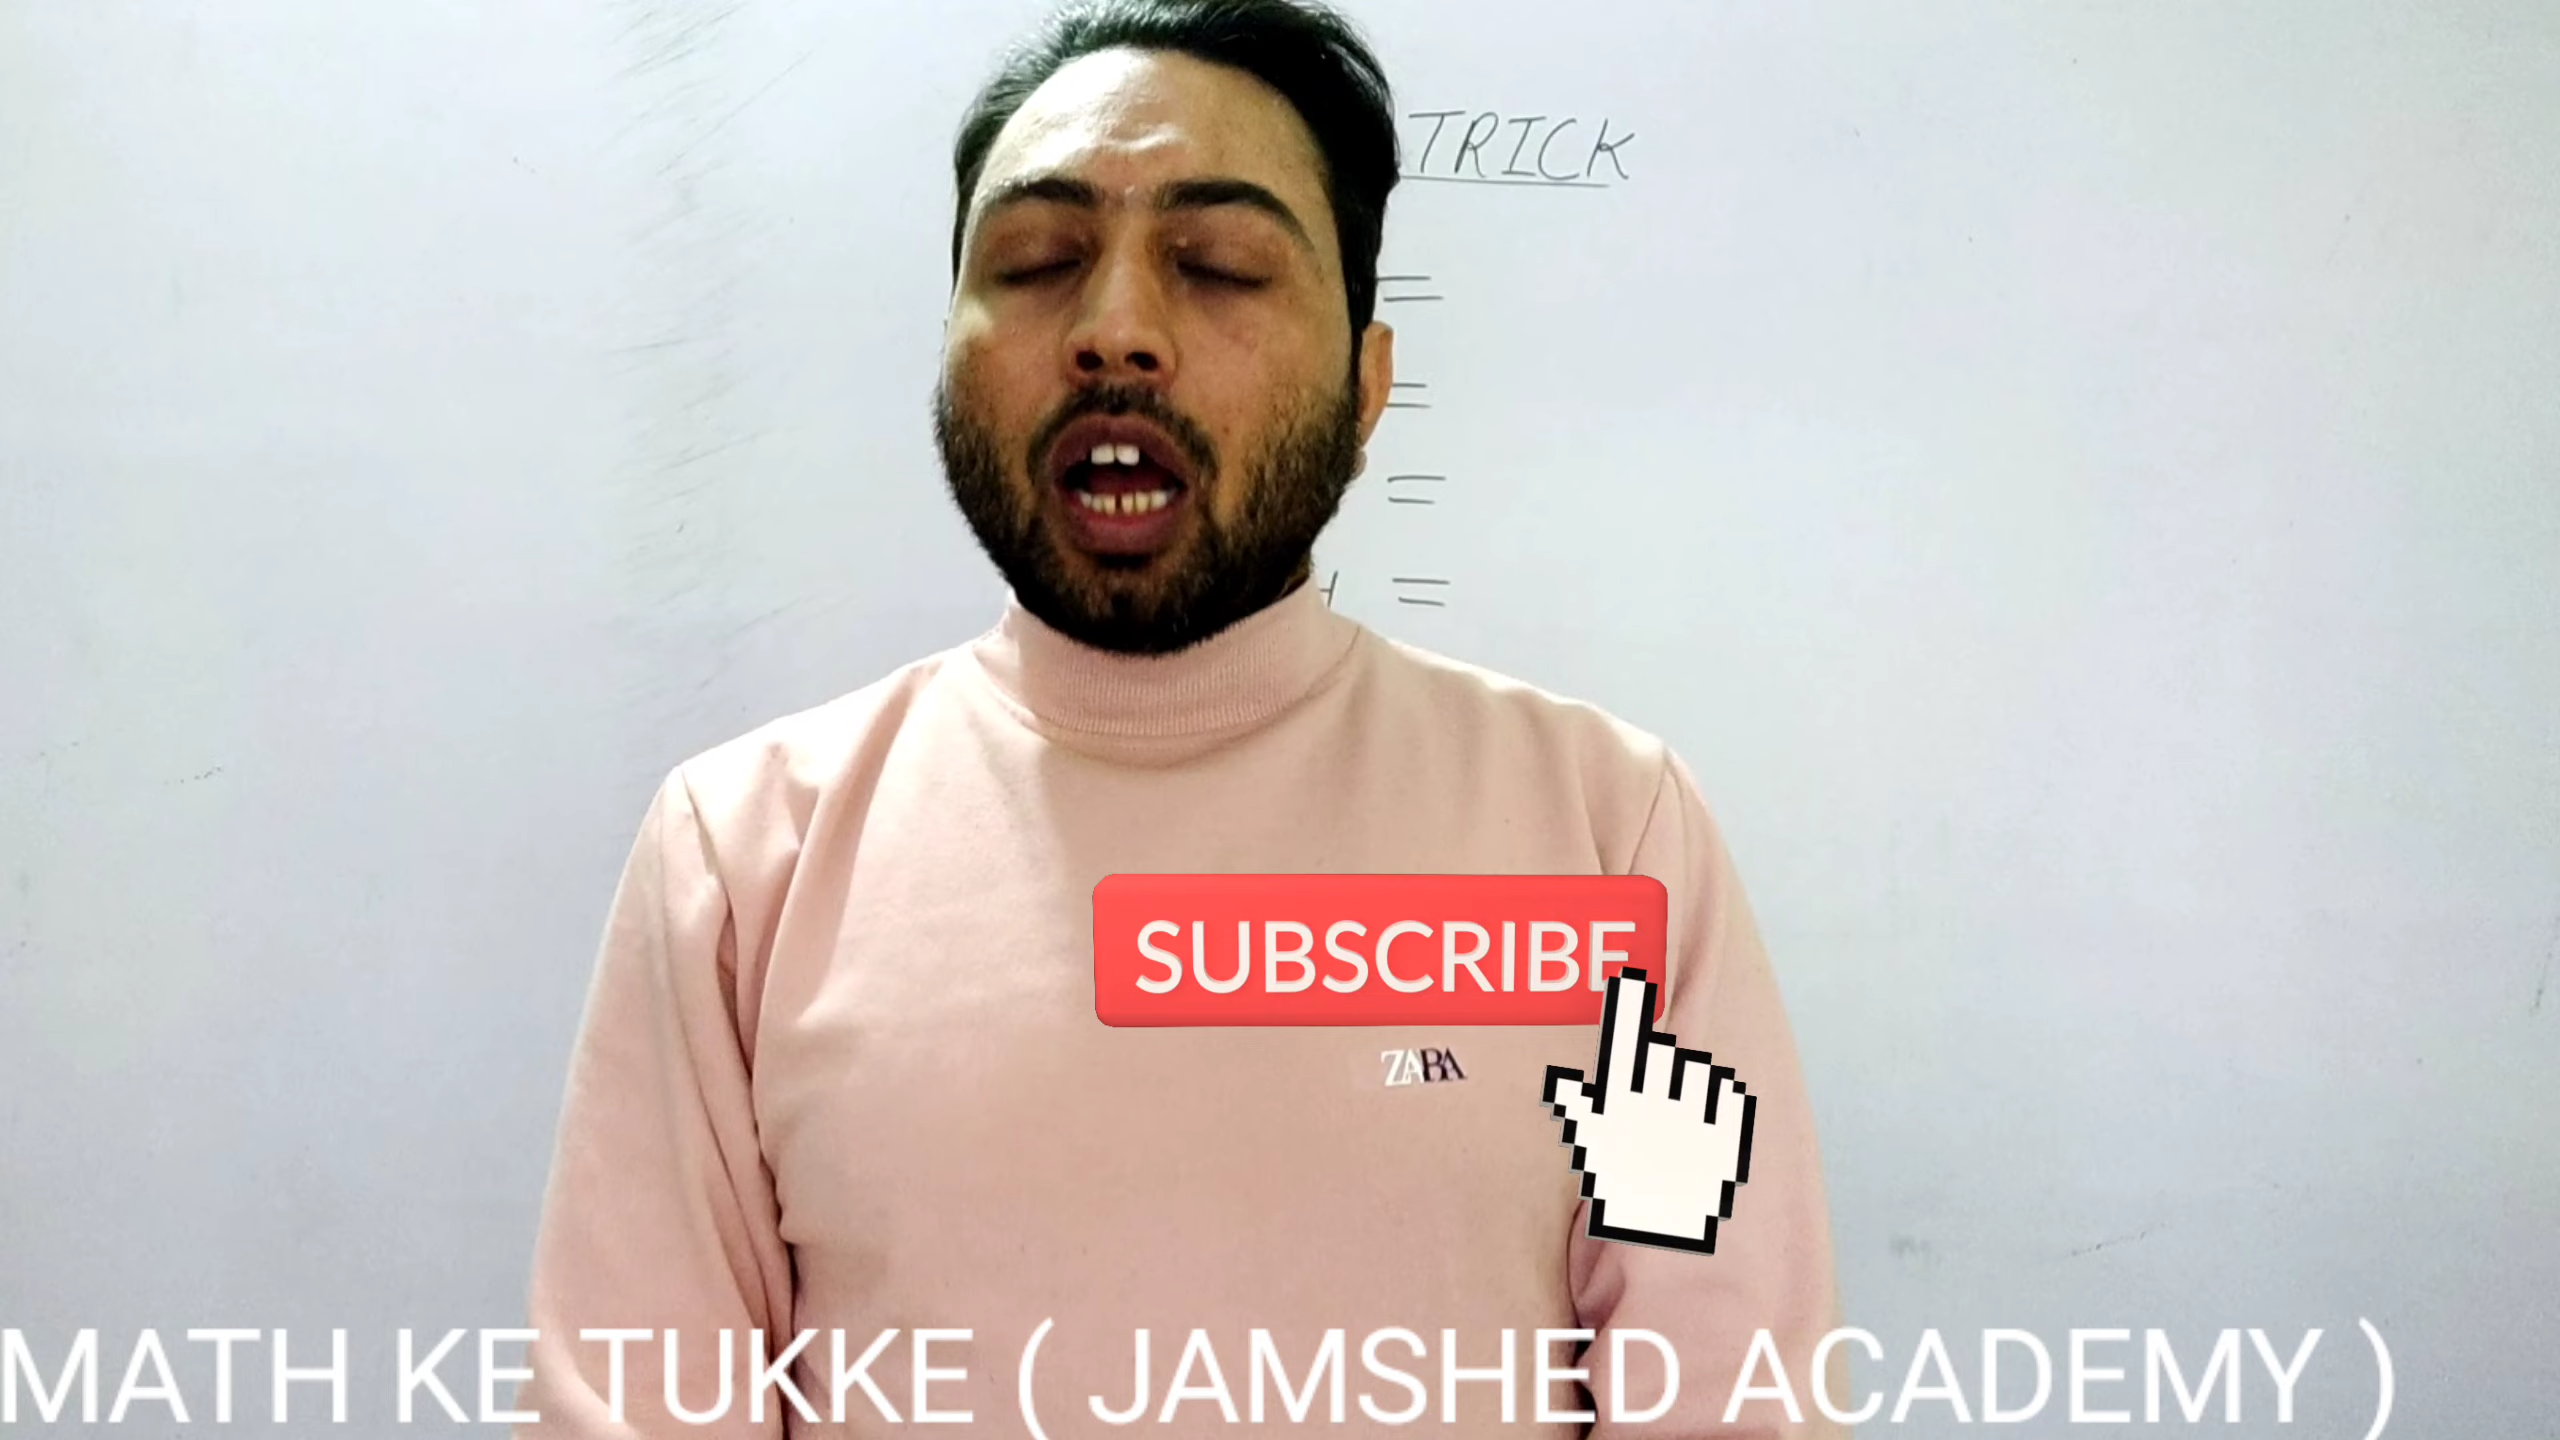 TRICK
=
=
=
=
SUBSCRIBE
ZARA
MATH KE TUKKE ( JAMSHED ACADEMY )